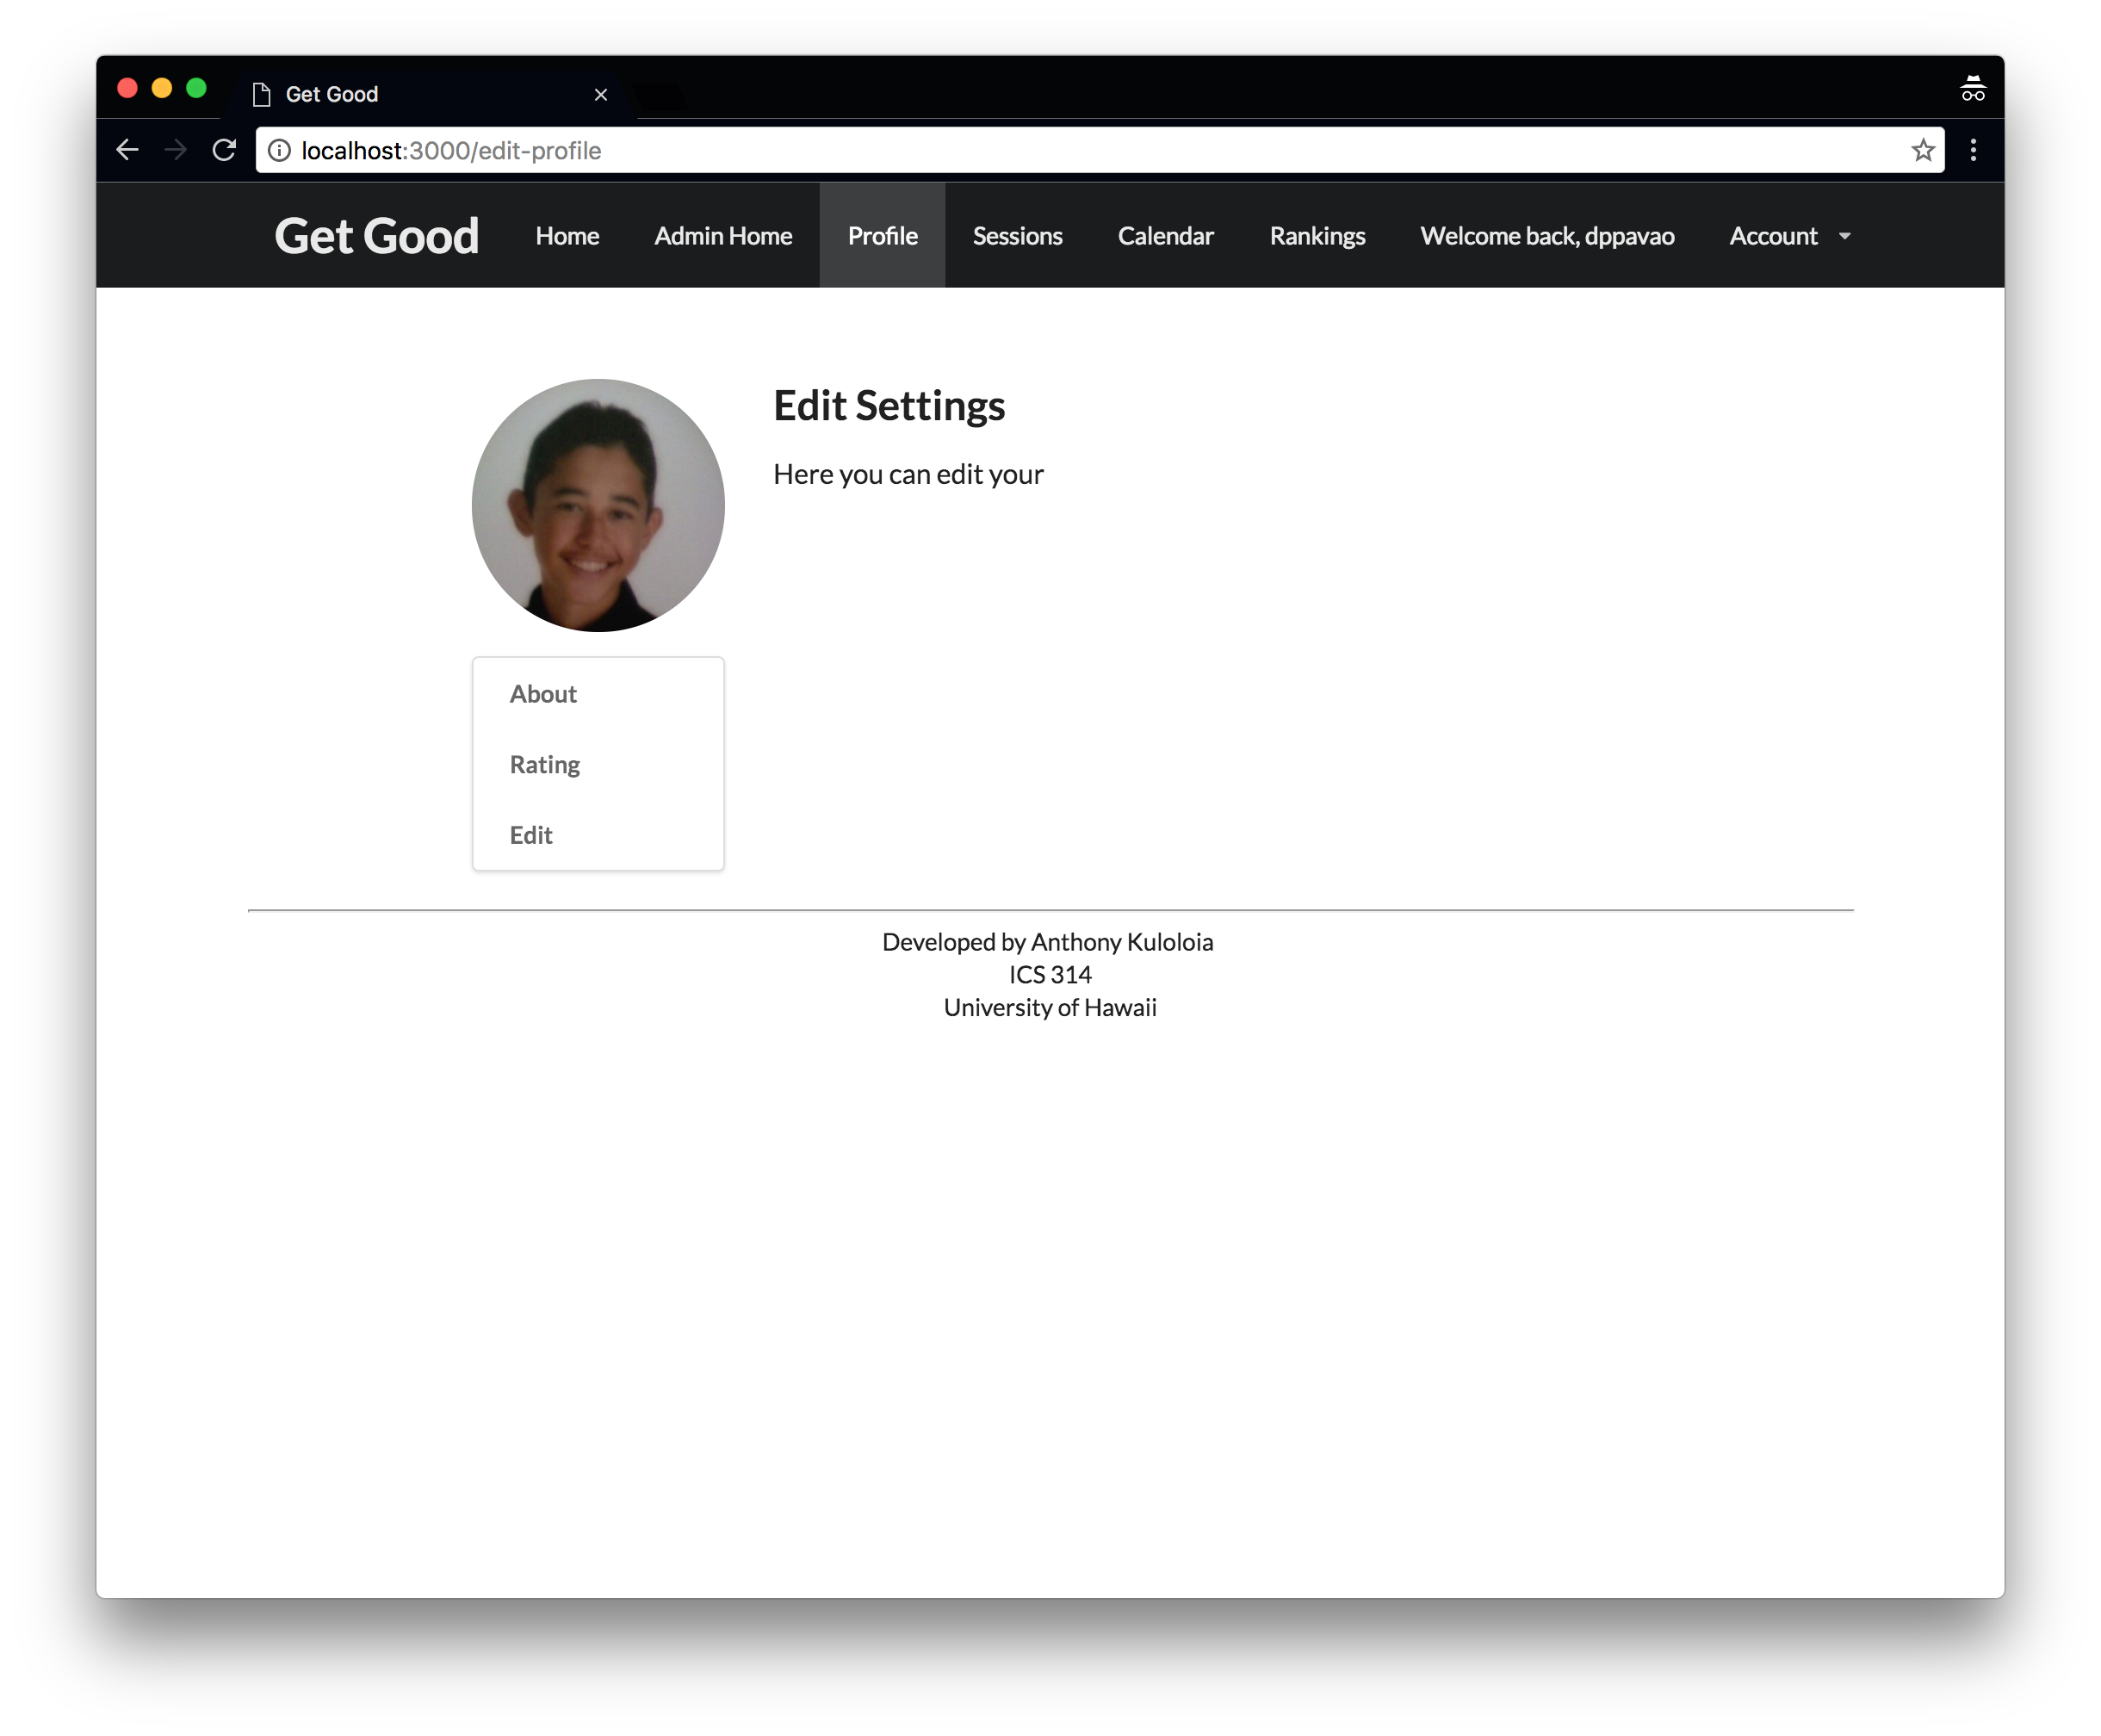 Get Good
localhost:3000/edit-profile
Get Good Home Admin Home Profile Sessions Calendar Rankings Welcome back, dppavao Account
Edit Settings
Here you can edit your
About
Rating
Edit
Developed by Anthony Kuloloia
ICS 314
University of Hawaii